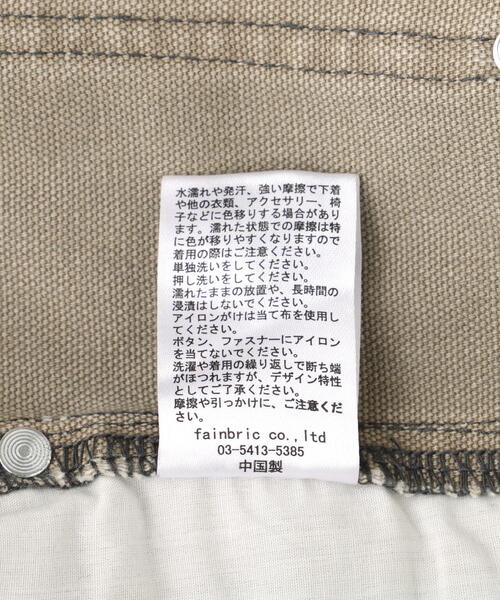 水濡れや発汗、強い摩擦で下着
や他の衣類、アクセサリー、椅
子などに色移りする場合があり
ます。濡れた状態での摩擦は特
に色が移りやすくなりますので
着用の際はご注意ください。
単独洗いをしてください。
押し洗いをしてください。
濡れたままの放置や、長時間の
浸漬はしないでください。
アイロンがけは当て布を使用し
てください。
ボタン、ファスナーにアイロン
を当てないでください。
洗濯や着用の繰り返しで断ち端
がほつれますが、デザイン特性
としてご了承ください。
摩擦や引っかけに、ご注意くだ
さい。
fainbric co.,ltd
03-5413-5385
中国製